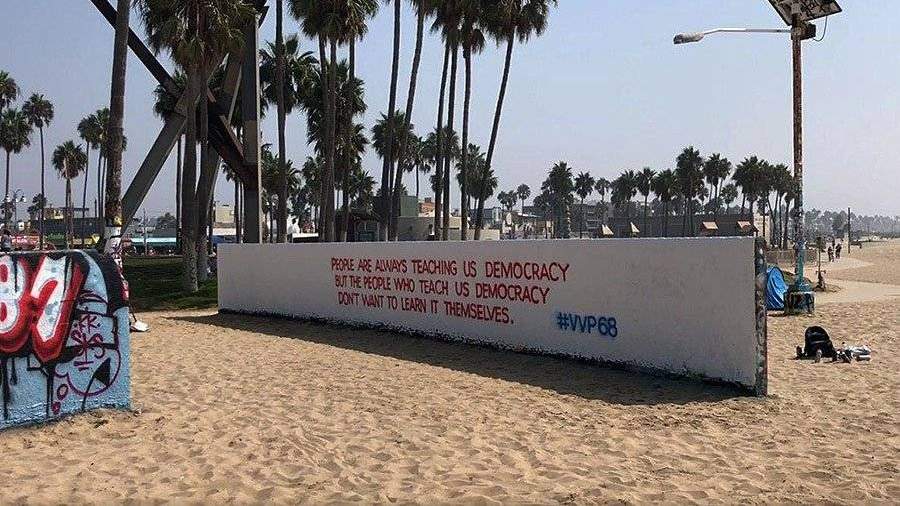 87
PEOPLE ARE ALWAYS TEACHING US DEMOCRACY
BUT THE PEOPLE WHO TEACH US DEMOCRACY
DON'T WANT TO LEARN IT THEMSELVES.
#VVP68